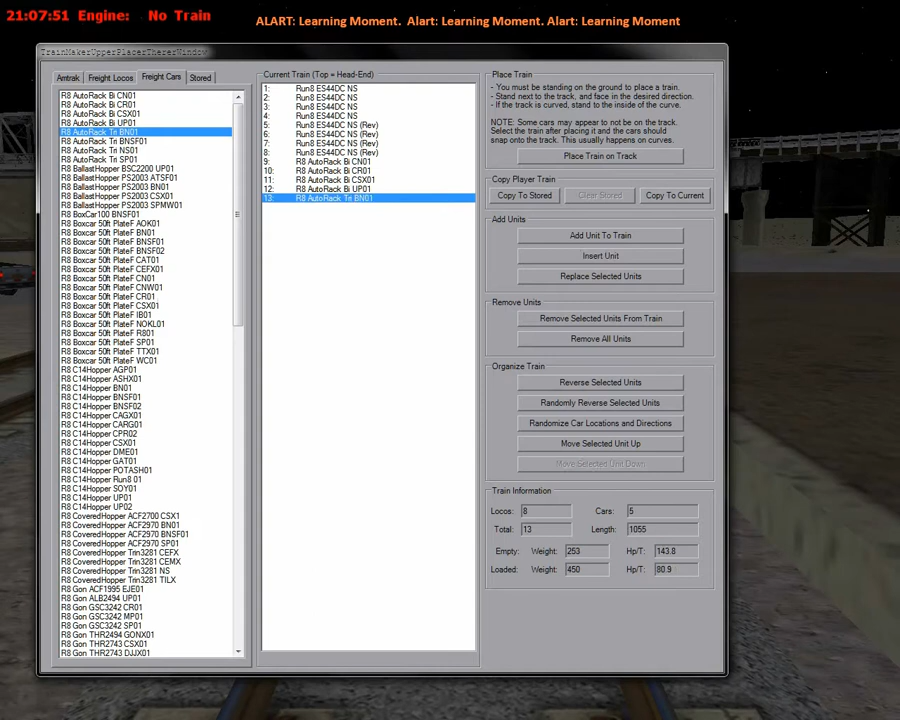 21:07:51 Engine: No Train
ALART: Learning Moment. Alart: Learning Moment. Alart: Learning Moment
TrainMakerUpperPlacerThererWindow
Amtrak
Freight Locos
Freight Cars
Stored
R8 AutoRack Bi CN01
R8 AutoRack Bi CR01
R8 AutoRack Bi CSX01
R8 AutoRack Bi UP01
R8 AutoRack Tri BN01
R8 AutoRack Tri BNSF01
R8 AutoRack Tri NS01
R8 AutoRack Tri SP01
R8 BallastHopper BSC2200 UP01
R8 BallastHopper PS2003 ATSF01
R8 BallastHopper PS2003 BN01
R8 BallastHopper PS2003 CSX01
R8 BallastHopper PS2003 SPMW01
R8 BoxCar100 BNSF01
R8 Boxcar 50ft PlateF AOK01
R8 Boxcar 50ft PlateF BN01
R8 Boxcar 50ft PlateF BNSF01
R8 Boxcar 50ft PlateF BNSF02
R8 Boxcar 50ft PlateF CAT01
R8 Boxcar 50ft PlateF CEFX01
R8 Boxcar 50ft PlateF CN01
R8 Boxcar 50ft PlateF CNW01
R8 Boxcar 50ft PlateF CR01
R8 Boxcar 50ft PlateF CSX01
R8 Boxcar 50ft PlateF IB01
R8 Boxcar 50ft PlateF NOKL01
R8 Boxcar 50ft PlateF R801
R8 Boxcar 50ft PlateF SP01
R8 Boxcar 50ft PlateF TTX01
R8 Boxcar 50ft PlateF WC01
R8 C14Hopper AGP01
R8 C14Hopper ASHX01
R8 C14Hopper BN01
R8 C14Hopper BNSF01
R8 C14Hopper BNSF02
R8 C14Hopper CAGX01
R8 C14Hopper CARG01
R8 C14Hopper CPR02
R8 C14Hopper CSX01
R8 C14Hopper DME01
R8 C14Hopper GAT01
R8 C14Hopper POTASH01
R8 C14Hopper Run8 01
R8 C14Hopper SOY01
R8 C14Hopper UP01
R8 C14Hopper UP02
R8 CoveredHopper ACF2700 CSX1
R8 CoveredHopper ACF2970 BN01
R8 CoveredHopper ACF2970 BNSF01
R8 CoveredHopper ACF2970 SP01
R8 CoveredHopper Trin3281 CEFX
R8 CoveredHopper Trin3281 CEMX
R8 CoveredHopper Trin3281 NS
R8 CoveredHopper Trin3281 TILX
R8 Gon ACF1995 EJE01
R8 Gon ALB2494 UP01
R8 Gon GSC3242 CR01
R8 Gon GSC3242 MP01
R8 Gon GSC3242 SP01
R8 Gon THR2494 GONX01
R8 Gon THR2743 CSX01
R8 Gon THR2743 DJJX01
Current Train (Top = Head-End)
1: Run8 ES44DC NS
2: Run8 ES44DC NS
3: Run8 ES44DC NS
4: Run8 ES44DC NS
5: Run8 ES44DC NS (Rev)
6: Run8 ES44DC NS (Rev)
7: Run8 ES44DC NS (Rev)
8: Run8 ES44DC NS (Rev)
9: R8 AutoRack Bi CN01
10: R8 AutoRack Bi CR01
11: R8 AutoRack Bi CSX01
12: R8 AutoRack Bi UP01
13: R8 AutoRack Tri BN01
Place Train
- You must be standing on the ground to place a train.
- Stand next to the track, and face in the desired direction.
- If the track is curved, stand to the inside of the curve.
NOTE: Some cars may appear to not be on the track.
Select the train after placing it and the cars should
snap onto the track. This usually happens on curves.
Place Train on Track
Copy Player Train
Copy To Stored
Clear Stored
Copy To Current
Add Units
Add Unit To Train
Insert Unit
Replace Selected Units
Remove Units
Remove Selected Units From Train
Remove All Units
Organize Train
Reverse Selected Units
Randomly Reverse Selected Units
Randomize Car Locations and Directions
Move Selected Unit Up
Move Selected Unit Down
Train Information
Locos: 8 Cars: 5
Total: 13 Length: 1055
Empty: Weight: 253 Hp/T: 143.8
Loaded: Weight: 450 Hp/T: 80.9